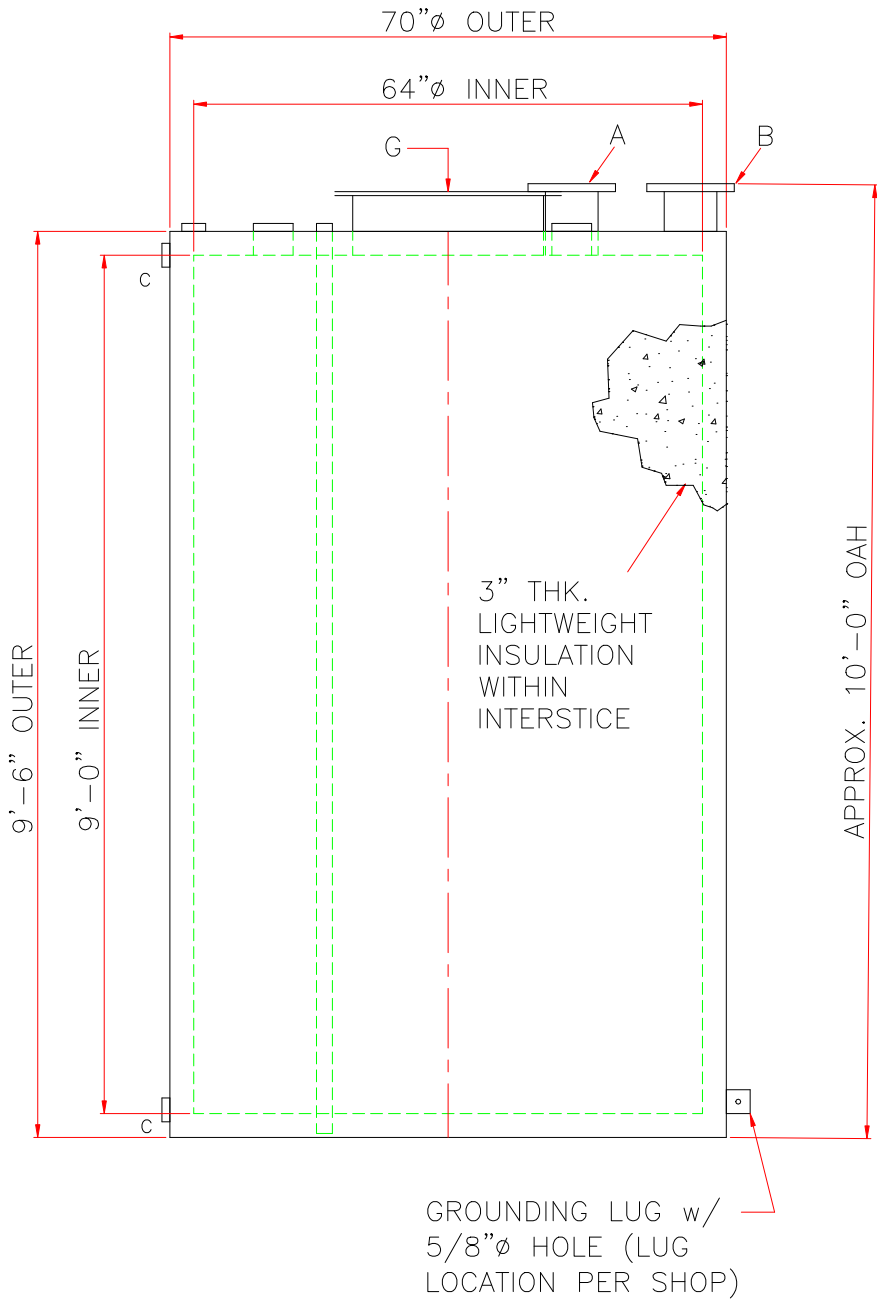 70”ø OUTER
64”ø INNER
G
A
B
C
3” THK.
LIGHTWEIGHT
INSULATION
WITHIN
INTERSTICE
9’–6” OUTER
9’–0” INNER
APPROX. 10’–0” OAH
C
GROUNDING LUG w/
5/8”ø HOLE (LUG
LOCATION PER SHOP)